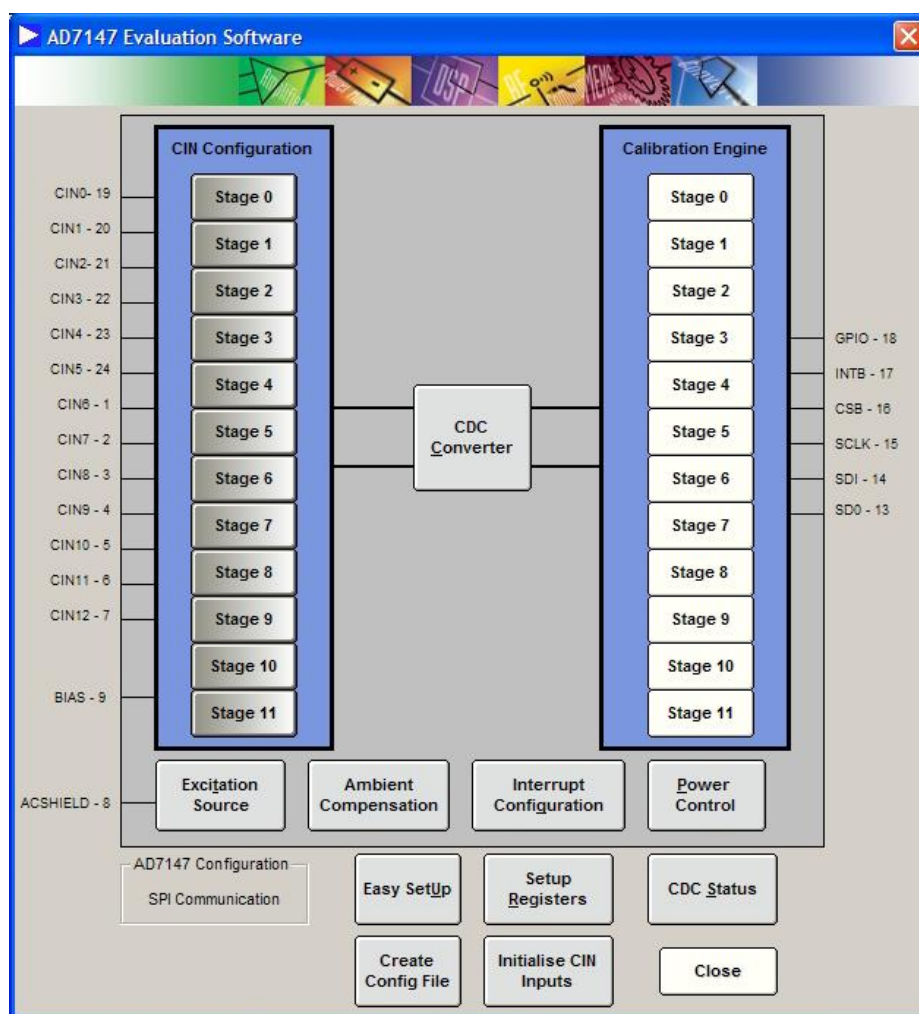 AD7147 Evaluation Software
DSP
RF
MEMS
CIN Configuration
Calibration Engine
CIN0- 19
CIN1 - 20
CIN2- 21
CIN3 - 22
CIN4 - 23
CIN5 - 24
CIN6 - 1
CIN7 - 2
CIN8 - 3
CIN9 - 4
CIN10 - 5
CIN11 - 6
CIN12 - 7
BIAS - 9
ACSHIELD - 8
Stage 0
Stage 1
Stage 2
Stage 3
Stage 4
Stage 5
Stage 6
Stage 7
Stage 8
Stage 9
Stage 10
Stage 11
CDC
Converter
Stage 0
Stage 1
Stage 2
Stage 3
Stage 4
Stage 5
Stage 6
Stage 7
Stage 8
Stage 9
Stage 10
Stage 11
GPIO - 18
INTB - 17
CSB - 16
SCLK - 15
SDI - 14
SD0 - 13
Excitation
Source
Ambient
Compensation
Interrupt
Configuration
Power
Control
AD7147 Configuration
SPI Communication
Easy SetUp
Setup
Registers
CDC Status
Create
Config File
Initialise CIN
Inputs
Close